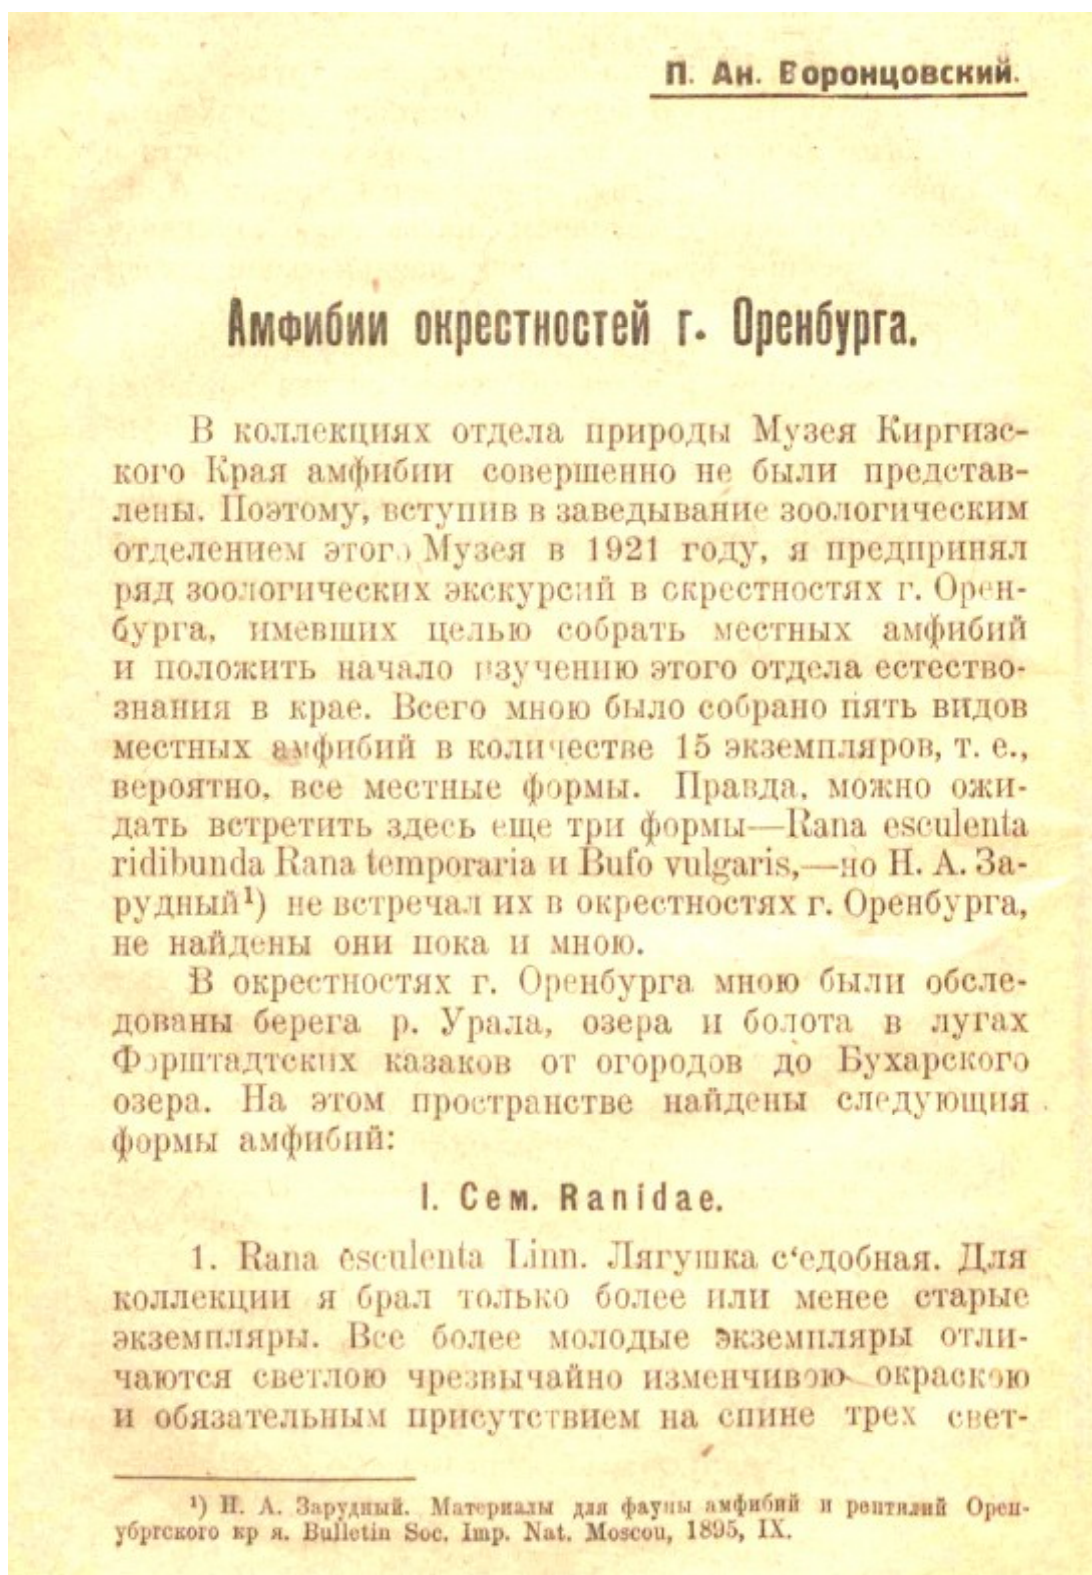 П. Ан. Воронцовский.
Амфибии окрестностей г. Оренбурга.
В коллекциях отдела природы Музея Киргизс-
кого Края амфибии совершенно не были представ-
лены. Поэтому, вступив в заведывание зоологическим
отделением этого Музея в 1921 году, я предпринял
ряд зоологических экскурсий в окрестностях г. Орен-
бурга, имевших целью собрать местных амфибий
и положить начало изучению этого отдела естество-
знания в крае. Всего мною было собрано пять видов
местных амфибий в количестве 15 экземпляров, т. е.,
вероятно, все местные формы. Правда, можно ожи-
дать встретить здесь еще три формы—Rana esculenta
ridibunda Rana temporaria и Bufo vulgaris,—но Н. А. За-
рудный¹) не встречал их в окрестностях г. Оренбурга,
не найдены они пока и мною.
В окрестностях г. Оренбурга мною были обсле-
дованы берега р. Урала, озера и болота в лугах
Форштадтских казаков от огородов до Бухарского
озера. На этом пространстве найдены следующия
формы амфибий:
I. Сем. Ranidae.
1. Rana esculenta Linn. Лягушка с‘едобная. Для
коллекции я брал только более или менее старые
экземпляры. Все более молодые экземпляры отли-
чаются светлою чрезвычайно изменчивою окраскою
и обязательным присутствием на спине трех свет-
¹) Н. А. Зарудный. Материалы для фауны амфибий и рептилий Орен-
убргского кр я. Bulletin Soc. Imp. Nat. Moscou, 1895, IX.